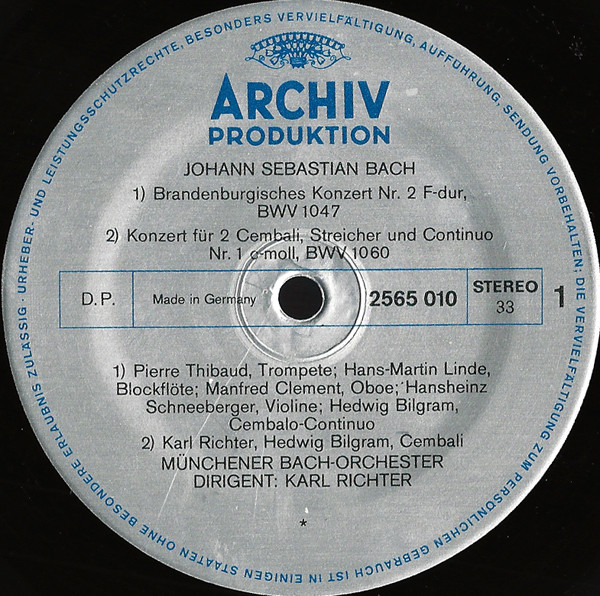 URHEBER- UND LEISTUNGSSCHUTZRECHTE, BESONDERS VERVIELFÄLTIGUNG, AUFFÜHRUNG, SENDUNG VORBEHALTEN; DIE VERVIELFÄLTIGUNG ZUM PERSÖNLICHEN GEBRAUCH IST IN EINIGEN STAATEN OHNE BESONDERE ERLAUBNIS ZULÄSSIG ·
ARCHIV
PRODUKTION
JOHANN SEBASTIAN BACH
1) Brandenburgisches Konzert Nr. 2 F-dur,
BWV 1047
2) Konzert für 2 Cembali, Streicher und Continuo
Nr. 1 c-moll, BWV 1060
D.P. Made in Germany 2565 010 STEREO 1
33
1) Pierre Thibaud, Trompete; Hans-Martin Linde,
Blockflöte; Manfred Clement, Oboe; Hansheinz
Schneeberger, Violine; Hedwig Bilgram,
Cembalo-Continuo
2) Karl Richter, Hedwig Bilgram, Cembali
MÜNCHENER BACH-ORCHESTER
DIRIGENT: KARL RICHTER
*